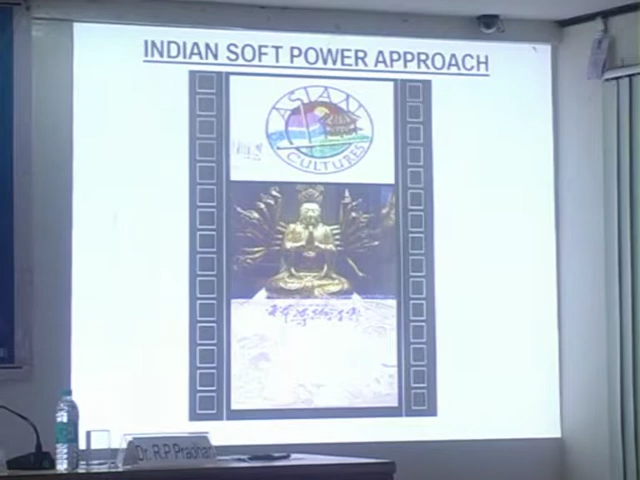 INDIAN SOFT POWER APPROACH
ASIAN
CULTURES
Dr. R.P Pradhan